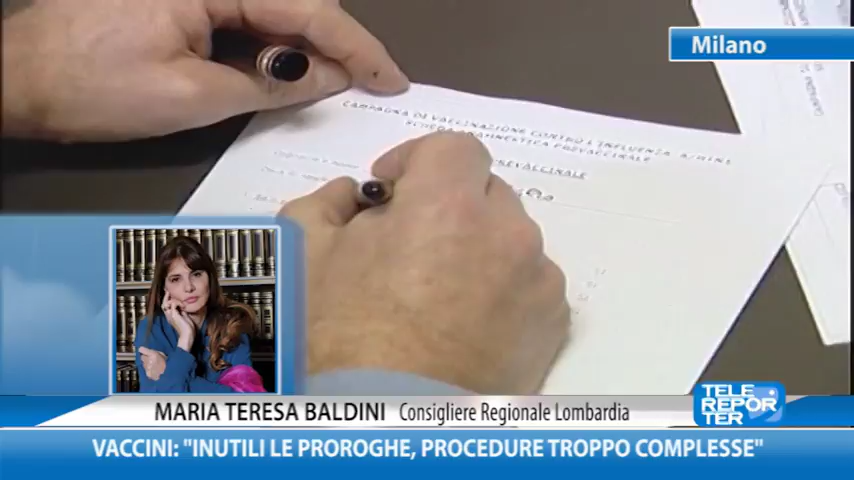 Milano
CAMPAGNA DI VACCINAZIONE CONTRO L'INFLUENZA A/H1N1
SCHEDA ANAMNESTICA PREVACCINALE
MARIA TERESA BALDINI Consigliere Regionale Lombardia
TELE
REPOR
TER
VACCINI: "INUTILI LE PROROGHE, PROCEDURE TROPPO COMPLESSE"